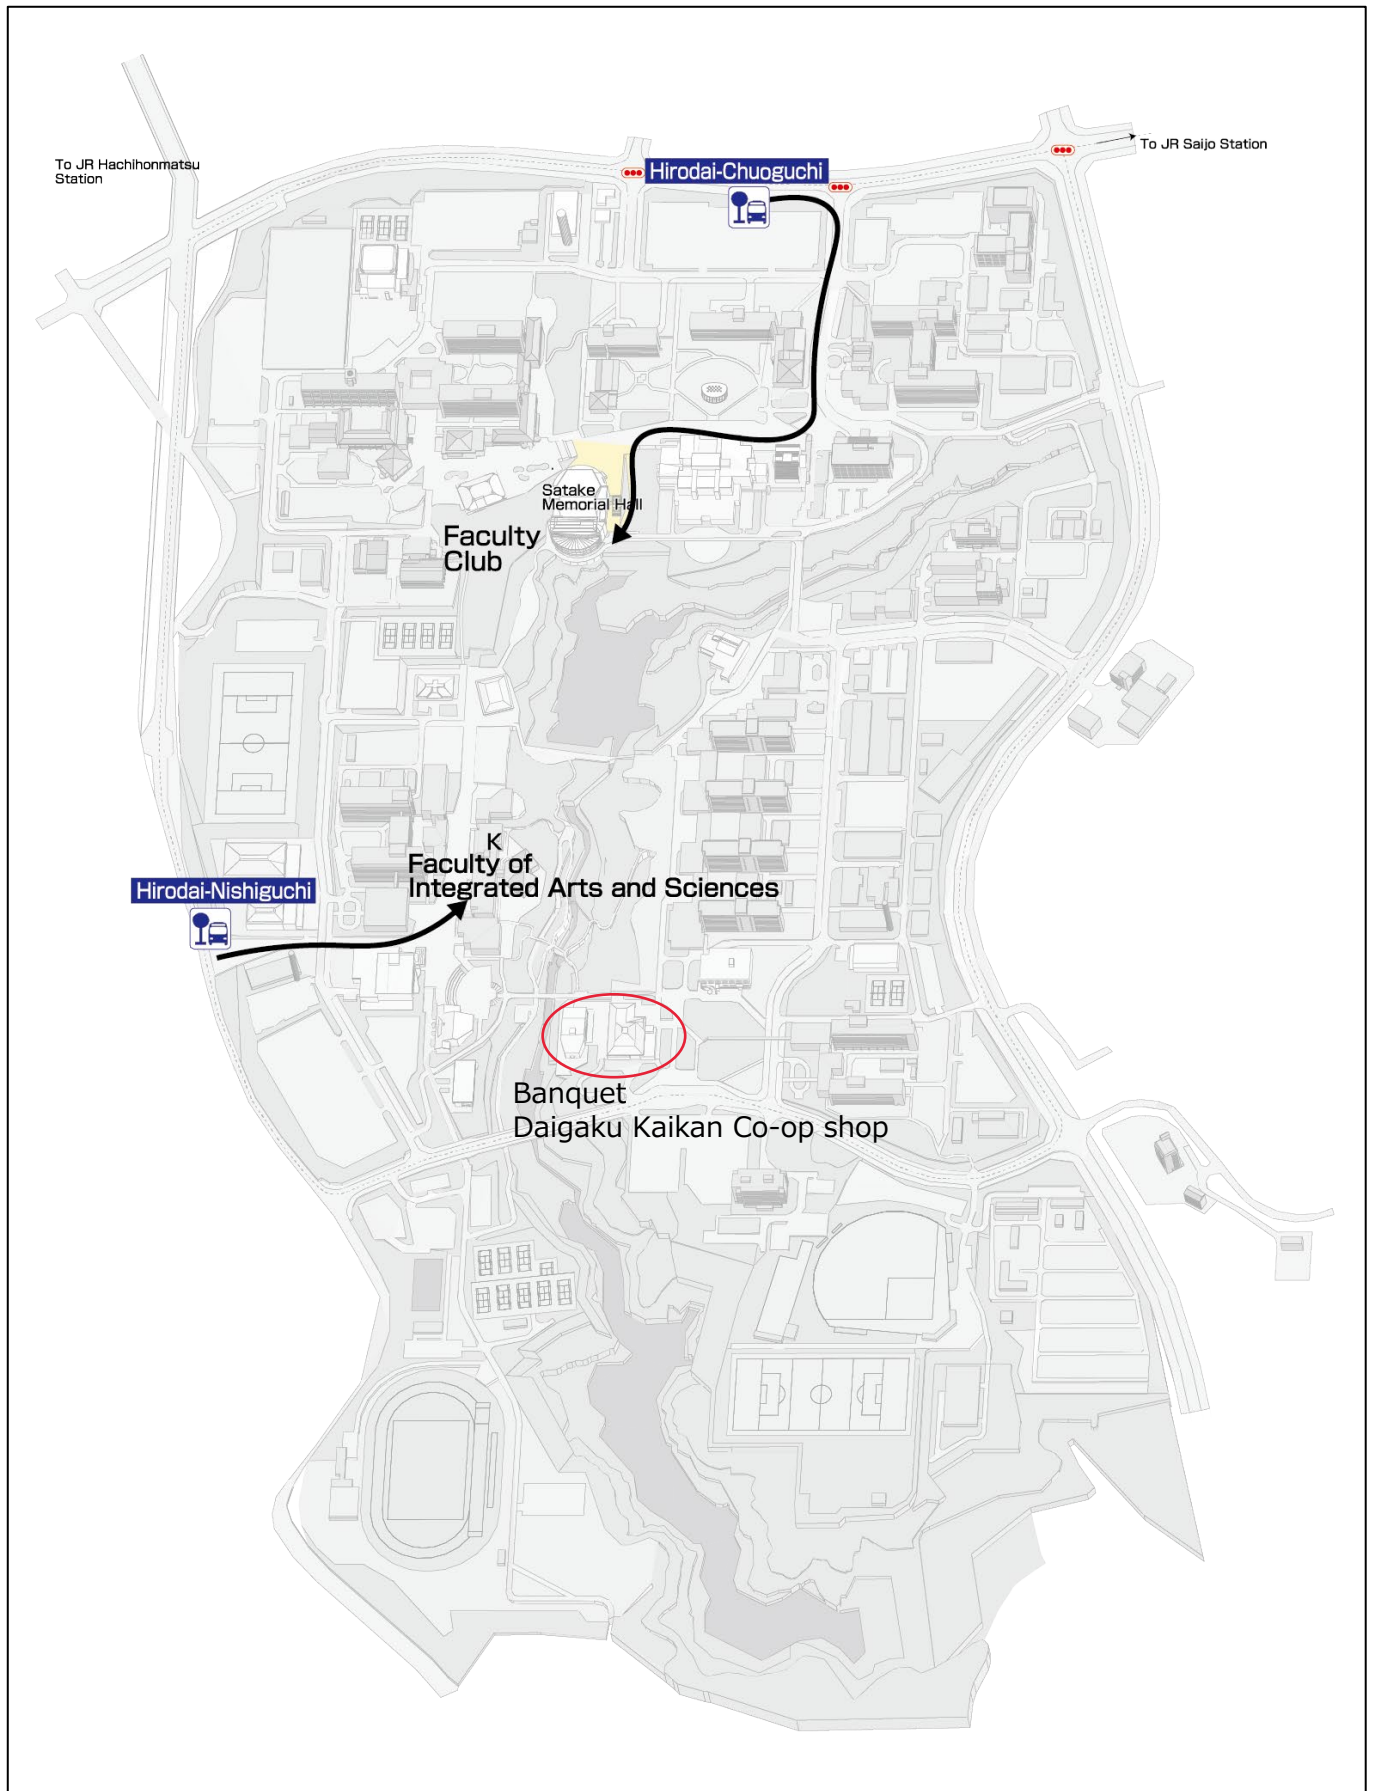 To JR Hachihonmatsu
Station
Hirodai-Chuoguchi
To JR Saijo Station
Satake
Memorial Hall
Faculty
Club
K
Faculty of
Integrated Arts and Sciences
Hirodai-Nishiguchi
Banquet
Daigaku Kaikan Co-op shop